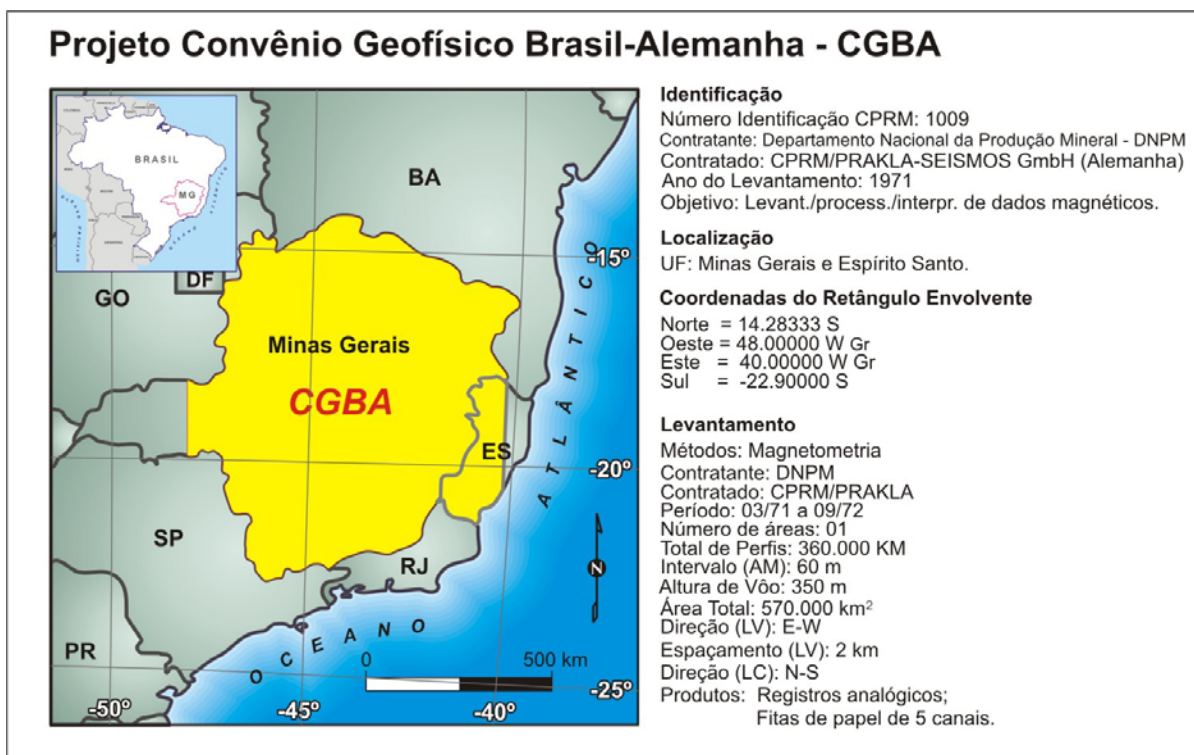 Projeto Convênio Geofísico Brasil-Alemanha - CGBA
BRASIL
MG
BA
DF
GO
Minas Gerais
CGBA
ES
SP
RJ
PR
OCEANO
ATLÂNTICO
N
0 500 km
-15º
-20º
-25º
-50º
-45º
-40º
Identificação
Número Identificação CPRM: 1009
Contratante: Departamento Nacional da Produção Mineral - DNPM
Contratado: CPRM/PRAKLA-SEISMOS GmbH (Alemanha)
Ano do Levantamento: 1971
Objetivo: Levant./process./interpr. de dados magnéticos.
Localização
UF: Minas Gerais e Espírito Santo.
Coordenadas do Retângulo Envolvente
Norte = 14.28333 S
Oeste = 48.00000 W Gr
Este = 40.00000 W Gr
Sul = -22.90000 S
Levantamento
Métodos: Magnetometria
Contratante: DNPM
Contratado: CPRM/PRAKLA
Período: 03/71 a 09/72
Número de áreas: 01
Total de Perfis: 360.000 KM
Intervalo (AM): 60 m
Altura de Vôo: 350 m
Área Total: 570.000 km²
Direção (LV): E-W
Espaçamento (LV): 2 km
Direção (LC): N-S
Produtos: Registros analógicos;
Fitas de papel de 5 canais.